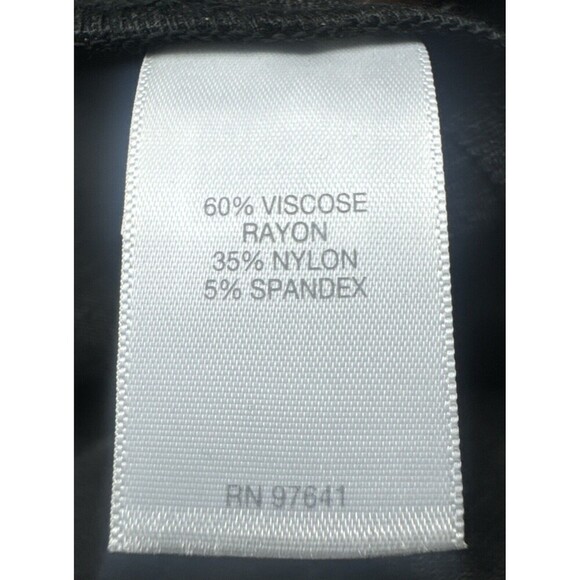 60% VISCOSE
RAYON
35% NYLON
5% SPANDEX
RN 97641